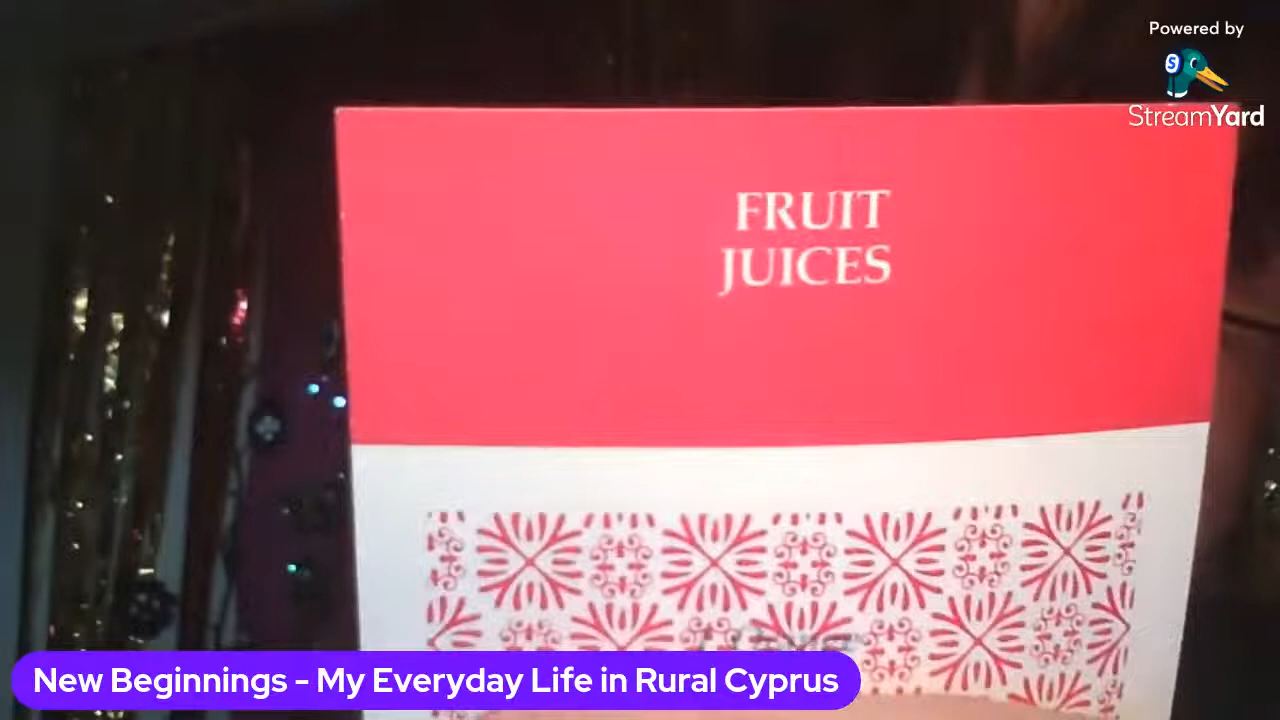 Powered by
StreamYard
FRUIT
JUICES
New Beginnings - My Everyday Life in Rural Cyprus